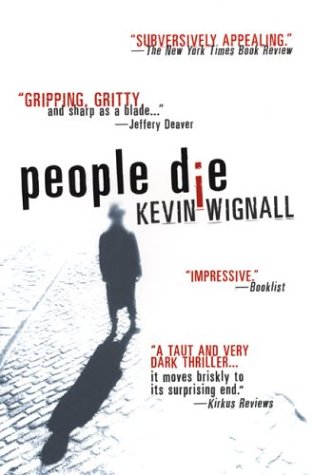 "SUBVERSIVELY APPEALING."
—The New York Times Book Review
"GRIPPING, GRITTY,
and sharp as a blade..."
—Jeffery Deaver
people die
KEVIN WIGNALL
"IMPRESSIVE."
—Booklist
"A TAUT AND VERY
DARK THRILLER...
it moves briskly to
its surprising end."
—Kirkus Reviews